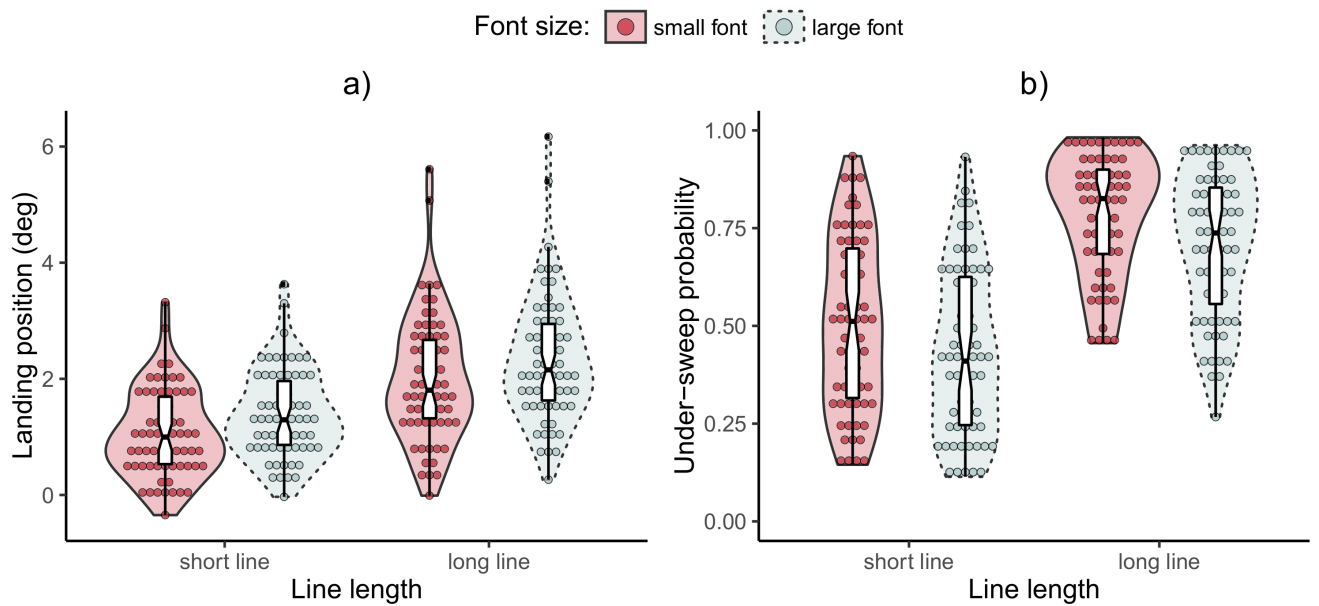 Font size: small font large font
a)
Landing position (deg)
6
4
2
0
short line long line
Line length
b)
Under−sweep probability
1.00
0.75
0.50
0.25
0.00
short line long line
Line length